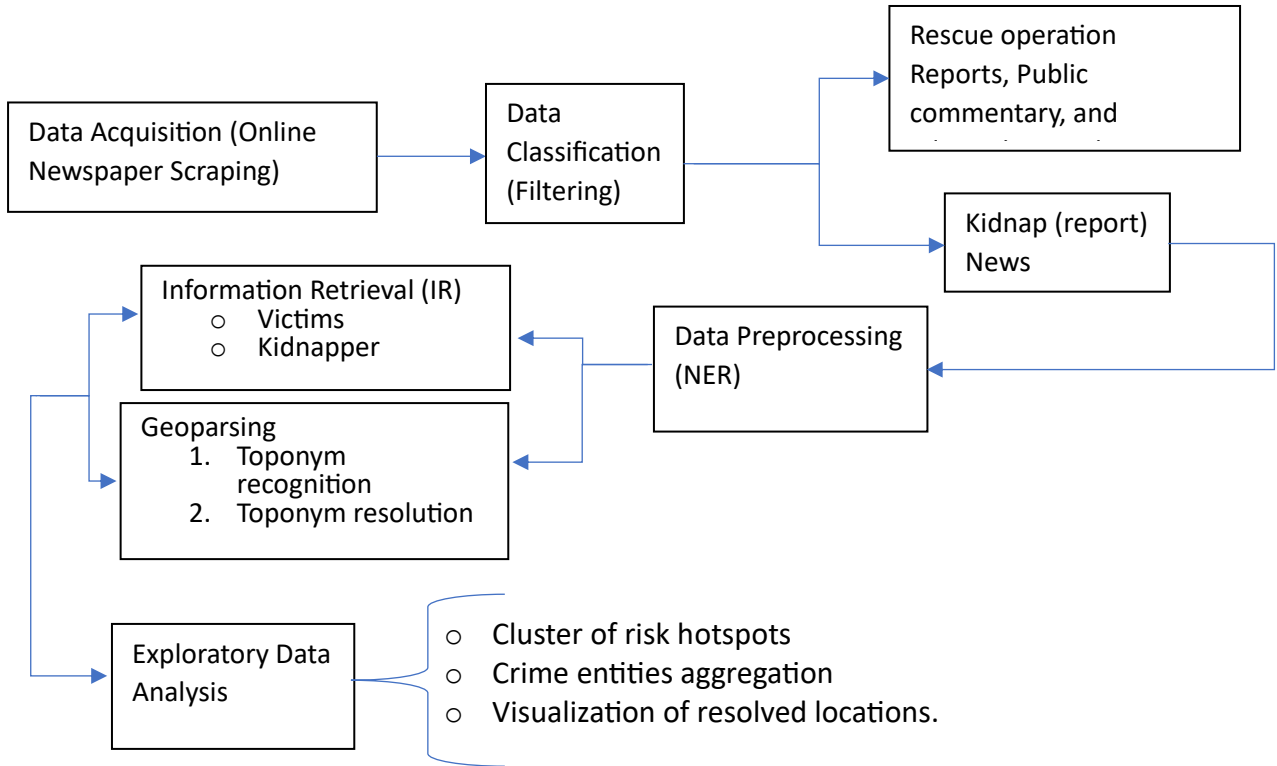 Data Acquisition (Online
Newspaper Scraping)
Data
Classification
(Filtering)
Rescue operation
Reports, Public
commentary, and
Kidnap (report)
News
Data Preprocessing
(NER)
Information Retrieval (IR)
o Victims
o Kidnapper
Geoparsing
1. Toponym
recognition
2. Toponym resolution
Exploratory Data
Analysis
o Cluster of risk hotspots
o Crime entities aggregation
o Visualization of resolved locations.